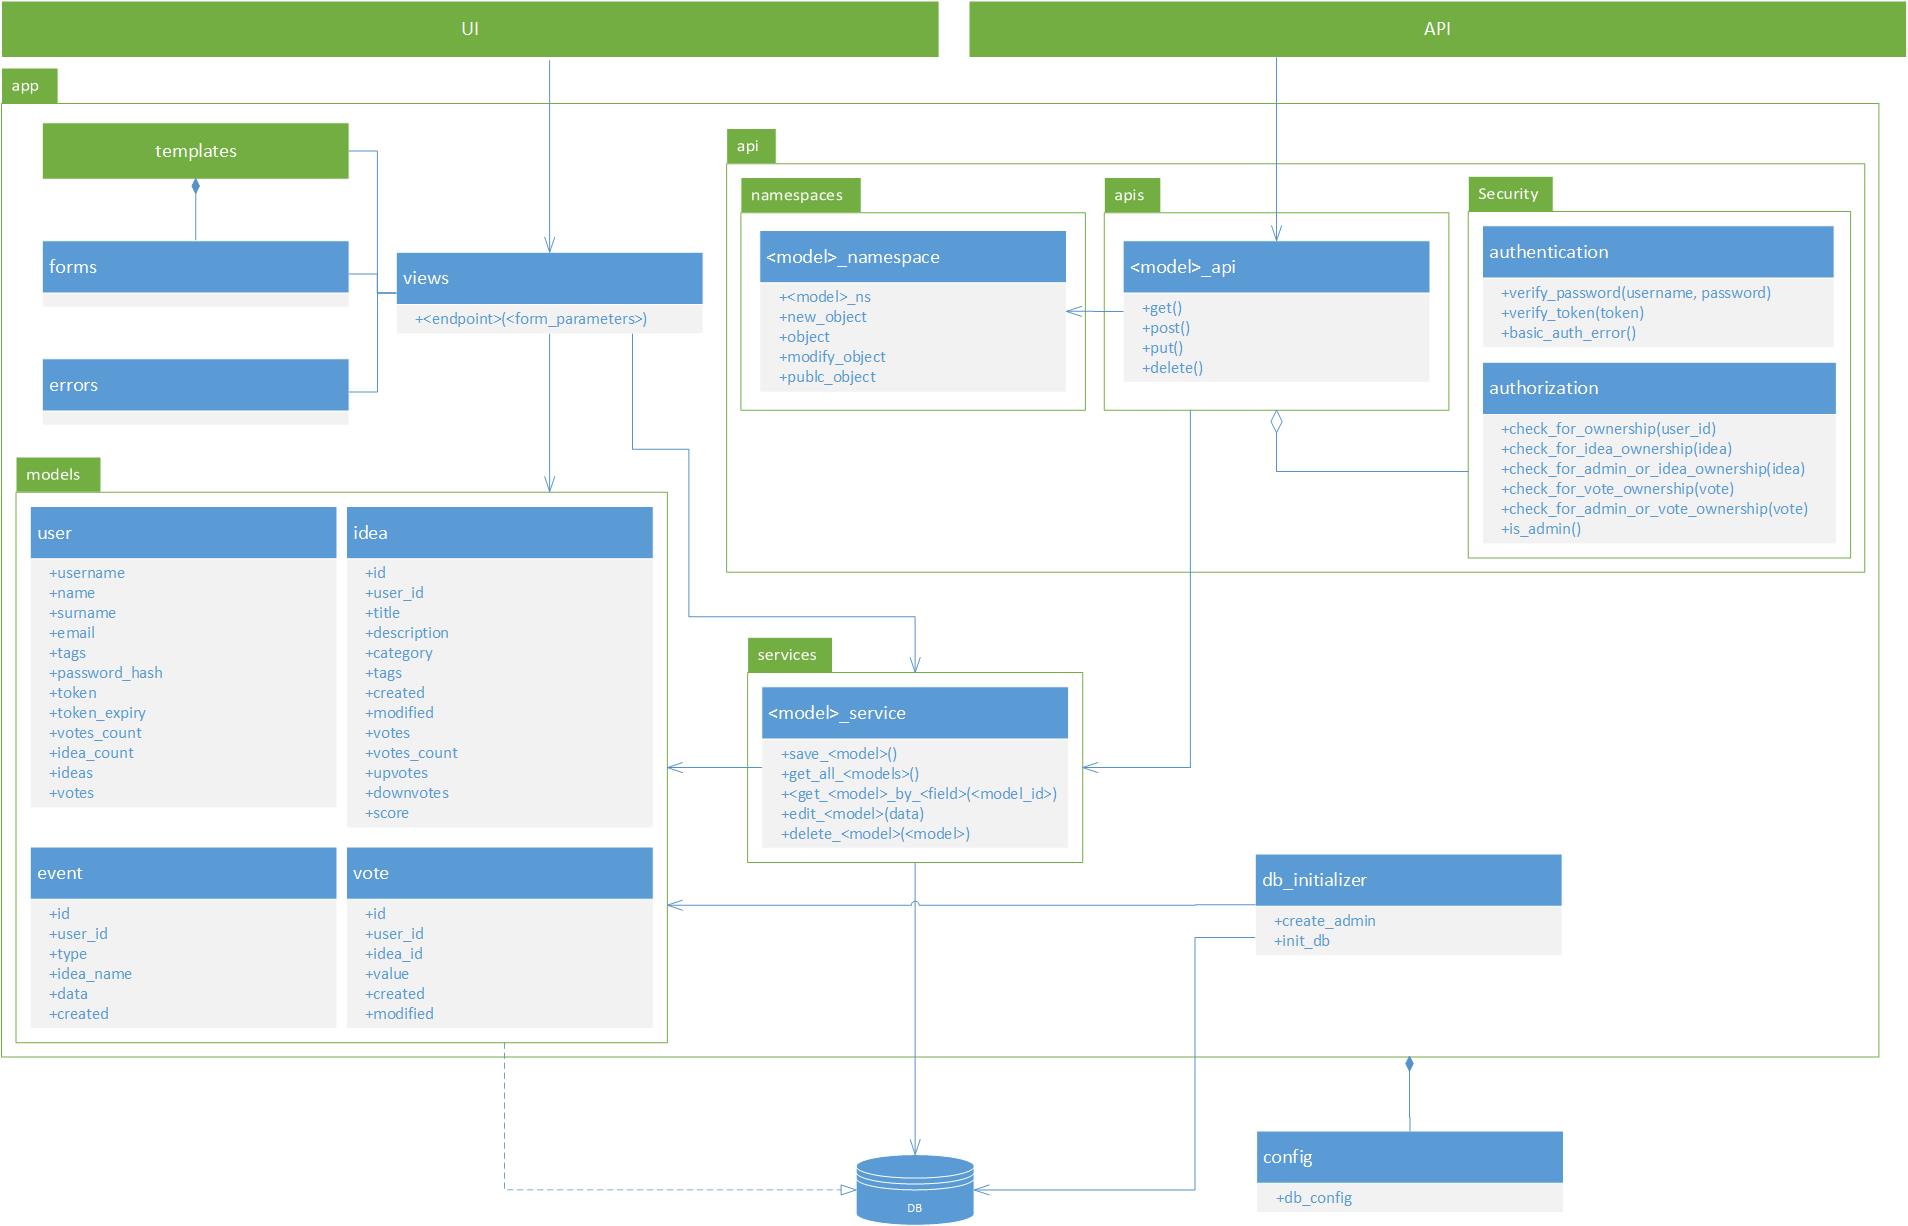 UI
API
app
templates
forms
errors
views
+<endpoint>(<form_parameters>)
api
namespaces
<model>_namespace
+<model>_ns
+new_object
+object
+modify_object
+publc_object
apis
<model>_api
+get()
+post()
+put()
+delete()
Security
authentication
+verify_password(username, password)
+verify_token(token)
+basic_auth_error()
authorization
+check_for_ownership(user_id)
+check_for_idea_ownership(idea)
+check_for_admin_or_idea_ownership(idea)
+check_for_vote_ownership(vote)
+check_for_admin_or_vote_ownership(vote)
+is_admin()
models
user
+username
+name
+surname
+email
+tags
+password_hash
+token
+token_expiry
+votes_count
+idea_count
+ideas
+votes
idea
+id
+user_id
+title
+description
+category
+tags
+created
+modified
+votes
+votes_count
+upvotes
+downvotes
+score
event
+id
+user_id
+type
+idea_name
+data
+created
vote
+id
+user_id
+idea_id
+value
+created
+modified
services
<model>_service
+save_<model>()
+get_all_<models>()
+<get_<model>_by_<field>(<model_id>)
+edit_<model>(data)
+delete_<model>(<model>)
db_initializer
+create_admin
+init_db
config
+db_config
DB